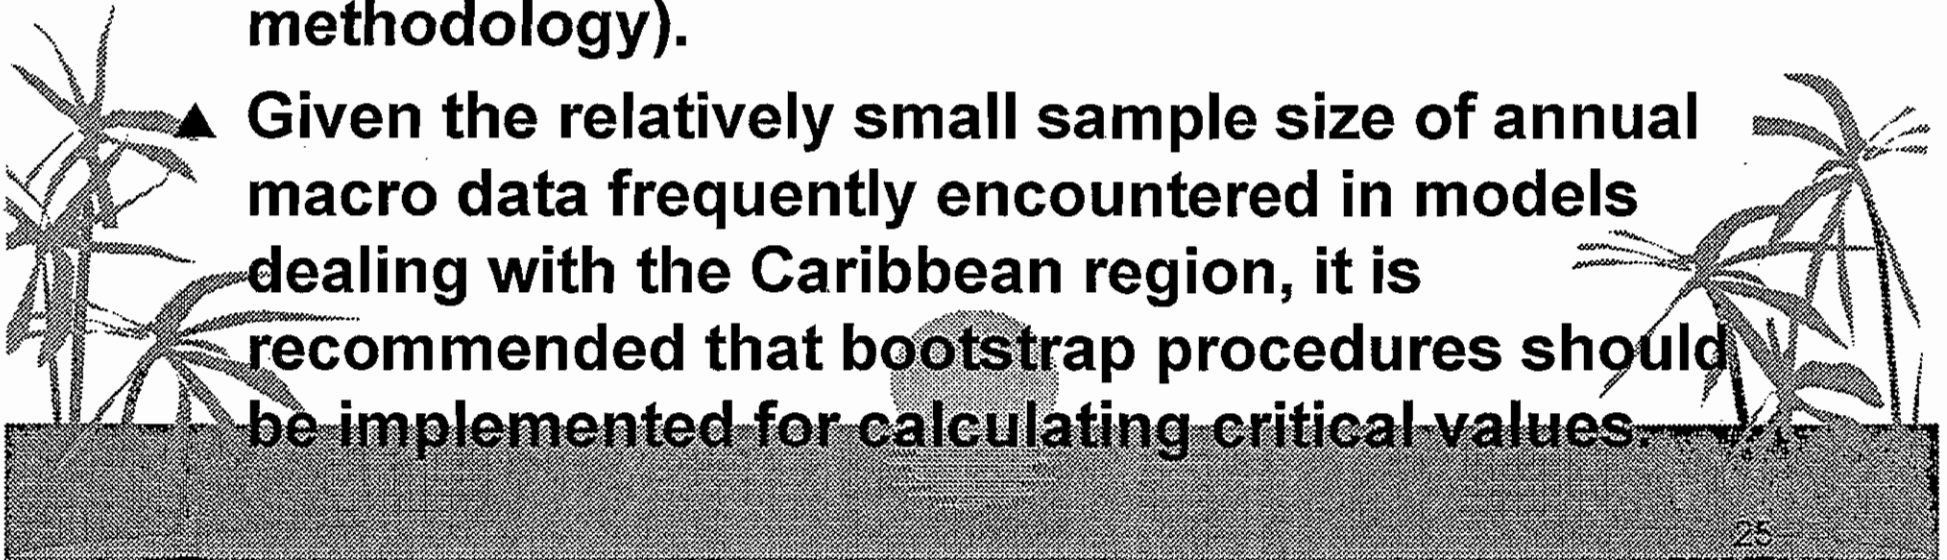 methodology).
▲ Given the relatively small sample size of annual
macro data frequently encountered in models
dealing with the Caribbean region, it is
recommended that bootstrap procedures should
be implemented for calculating critical values.
25